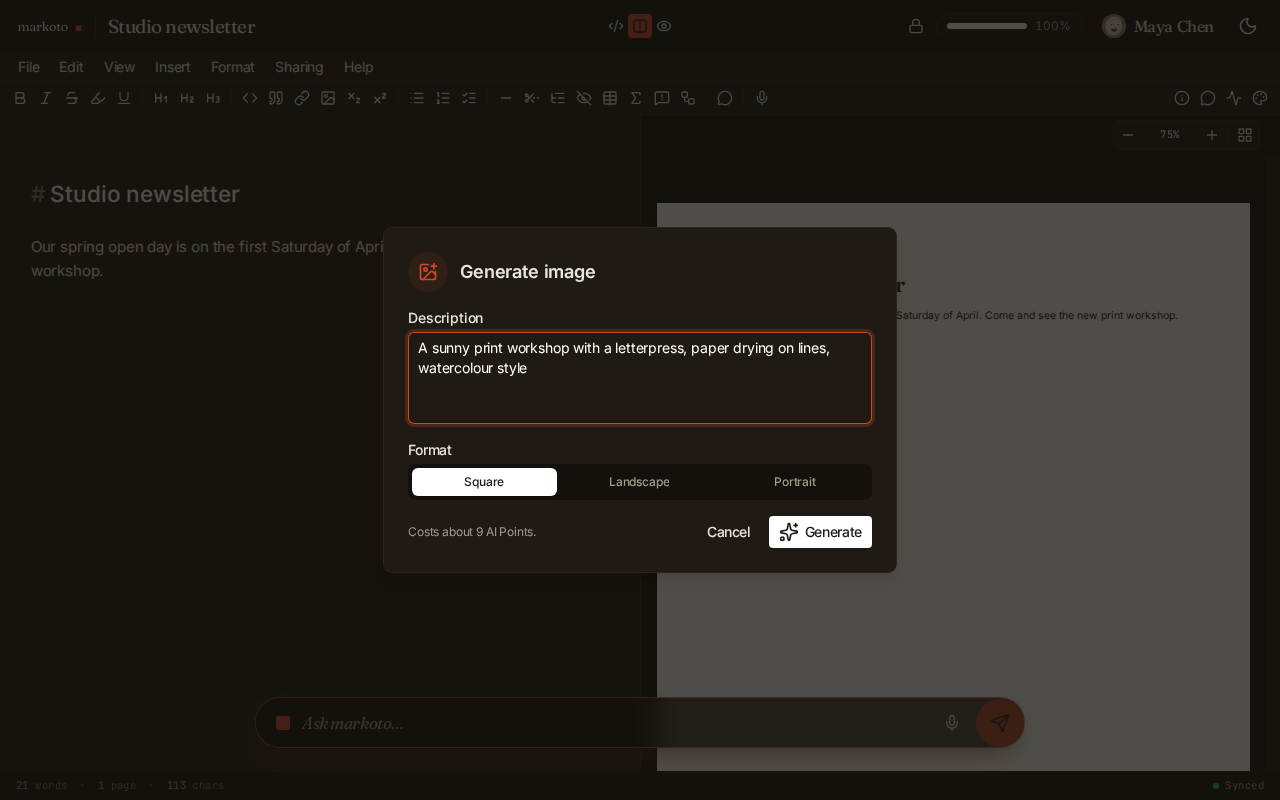 markoto
Studio newsletter
100%
Maya Chen
File Edit View Insert Format Sharing Help
H1 H2 H3
75%
# Studio newsletter
Our spring open day is on the first Saturday of Apri
workshop.
r
Saturday of April. Come and see the new print workshop.
Generate image
Description
A sunny print workshop with a letterpress, paper drying on lines,
watercolour style
Format
Square Landscape Portrait
Costs about 9 AI Points.
Cancel Generate
Ask markoto...
21 words · 1 page · 113 chars
Synced